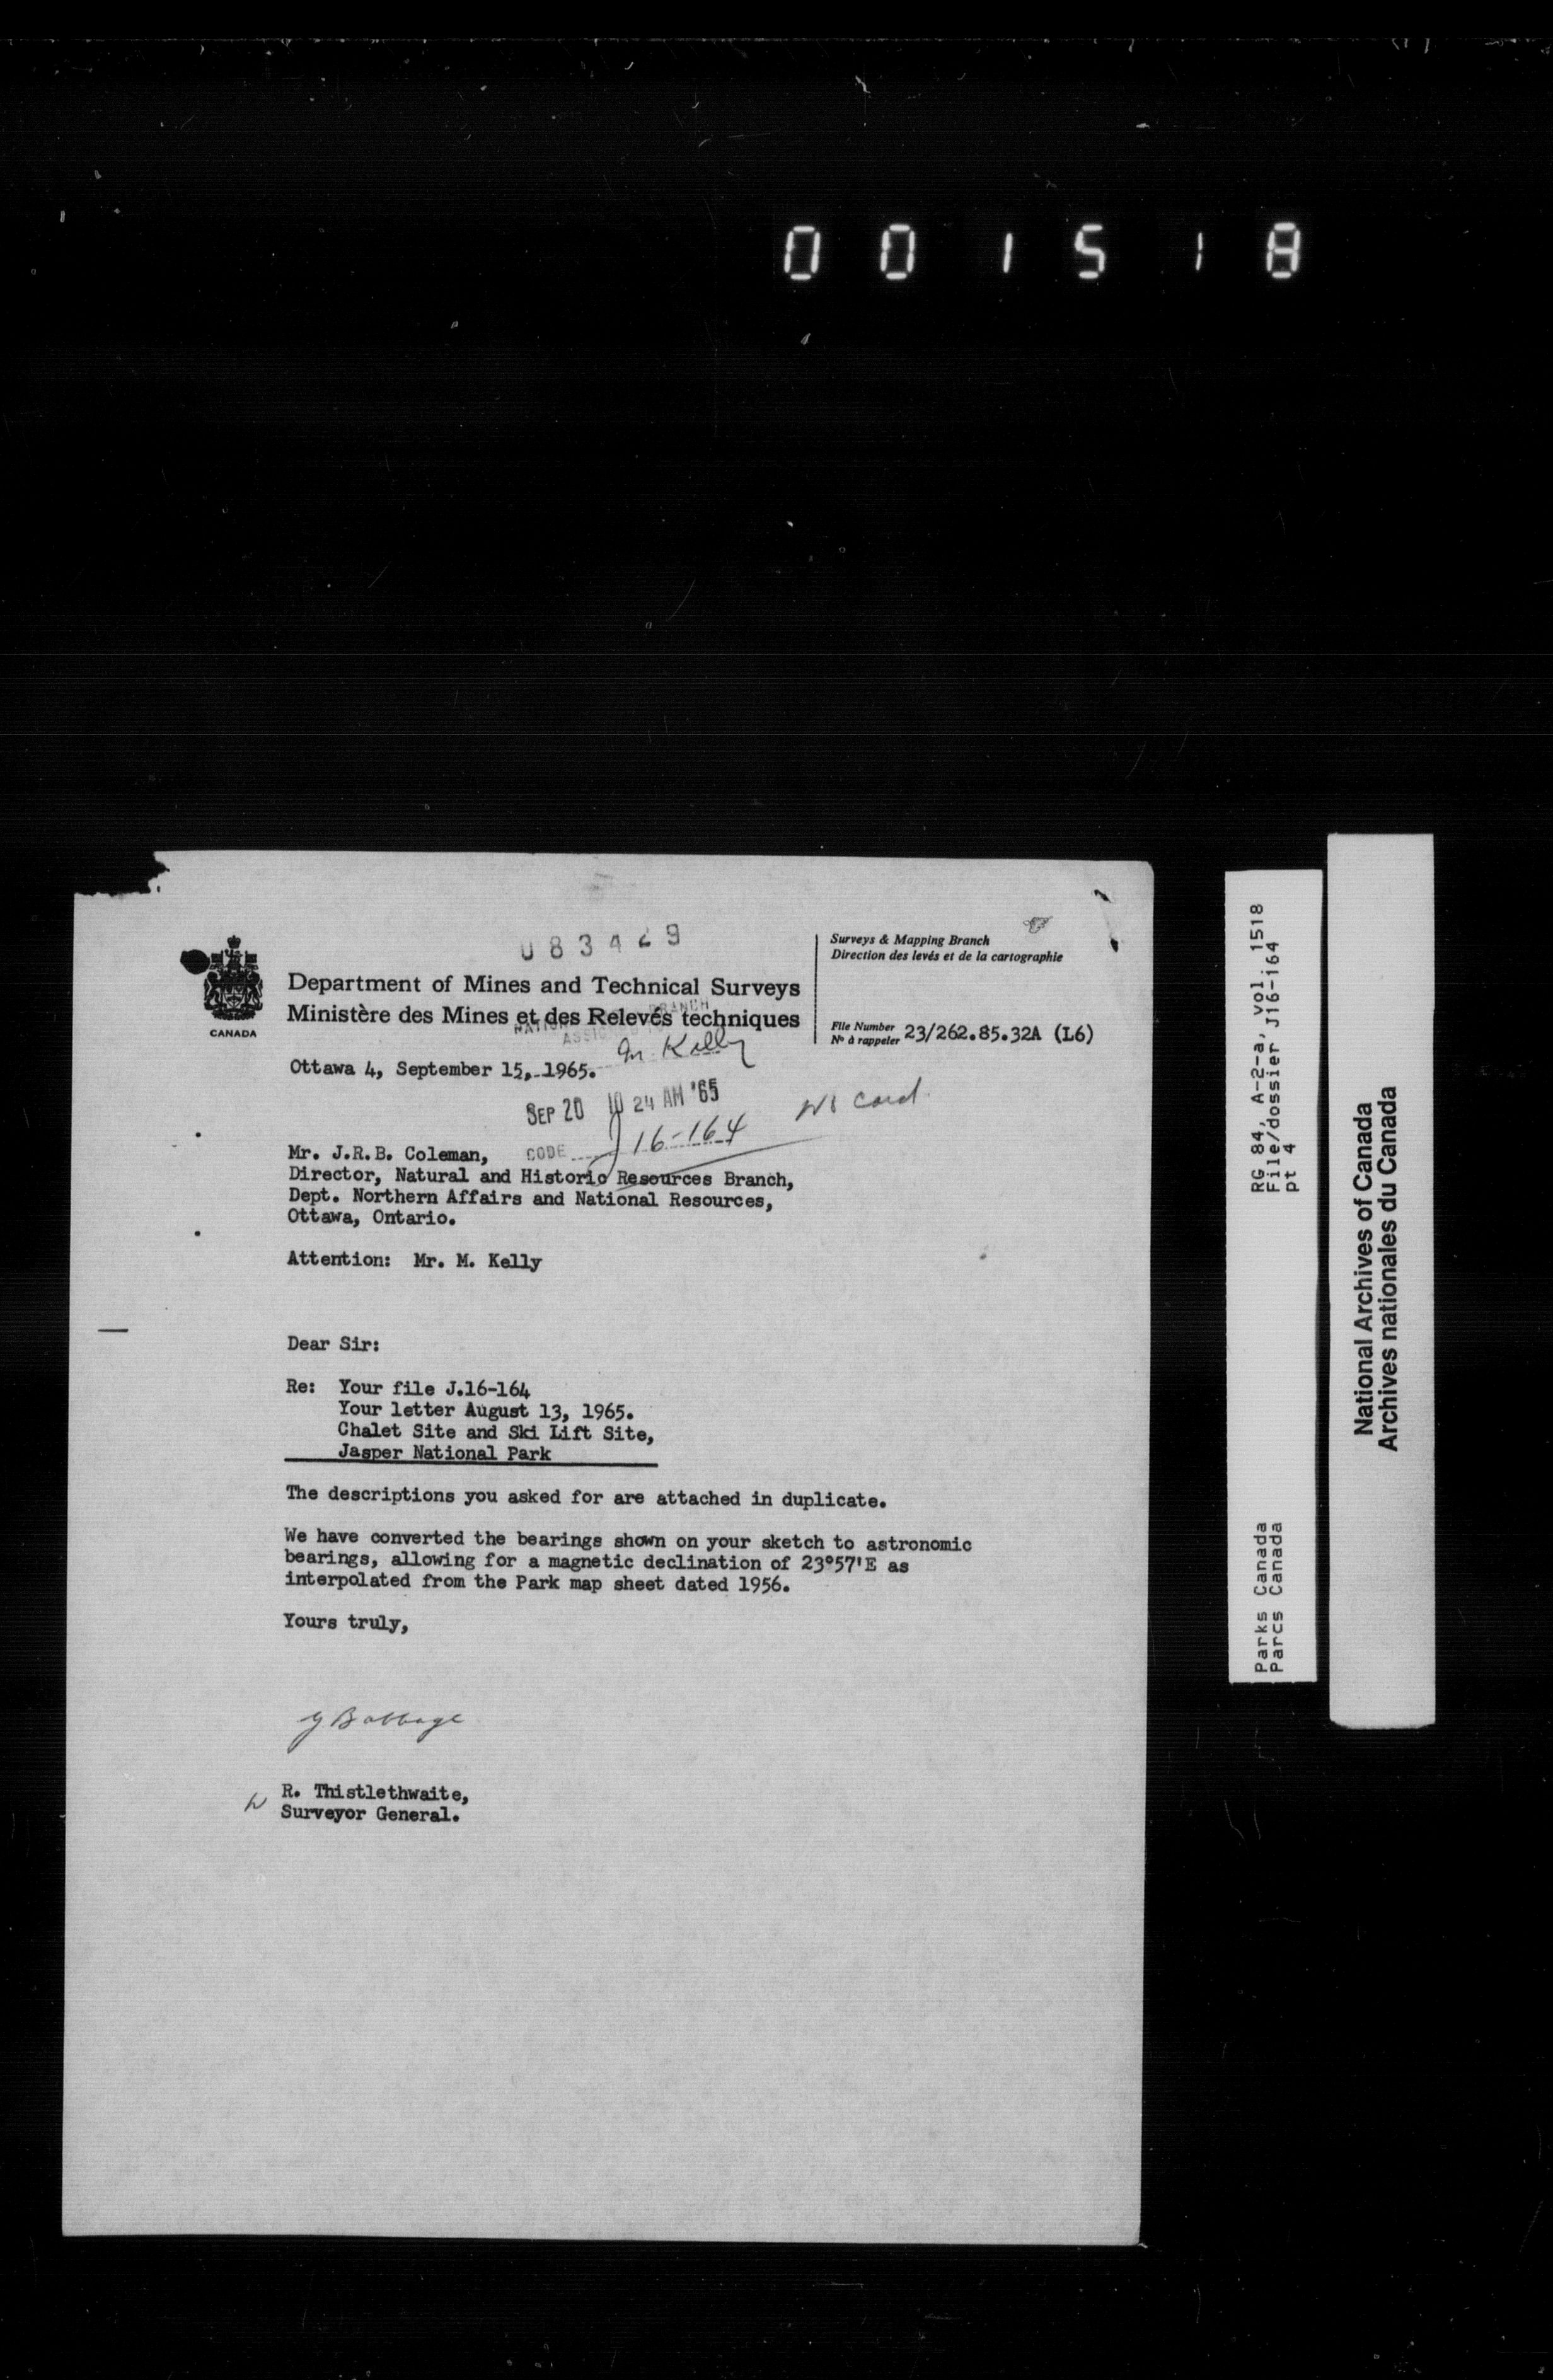 001518
083429
CANADA
Department of Mines and Technical Surveys
Ministère des Mines et des Relevés techniques
Surveys & Mapping Branch
Direction des levés et de la cartographie
File Number
No à rappeler 23/262.85.32A (L6)
BRANCH
M. Kelly
Ottawa 4, September 15, 1965.
SEP 20 10 24 AM '65
card
CODE J16-164
Mr. J.R.B. Coleman,
Director, Natural and Historic Resources Branch,
Dept. Northern Affairs and National Resources,
Ottawa, Ontario.
Attention: Mr. M. Kelly
Dear Sir:
Re: Your file J.16-164
Your letter August 13, 1965.
Chalet Site and Ski Lift Site,
Jasper National Park
The descriptions you asked for are attached in duplicate.
We have converted the bearings shown on your sketch to astronomic
bearings, allowing for a magnetic declination of 23°57'E as
interpolated from the Park map sheet dated 1956.
Yours truly,
G Babbage
R. Thistlethwaite,
Surveyor General.
RG 84, A-2-a, vol. 1518
File/dossier J16-164
pt 4
Parks Canada
Parcs Canada
National Archives of Canada
Archives nationales du Canada